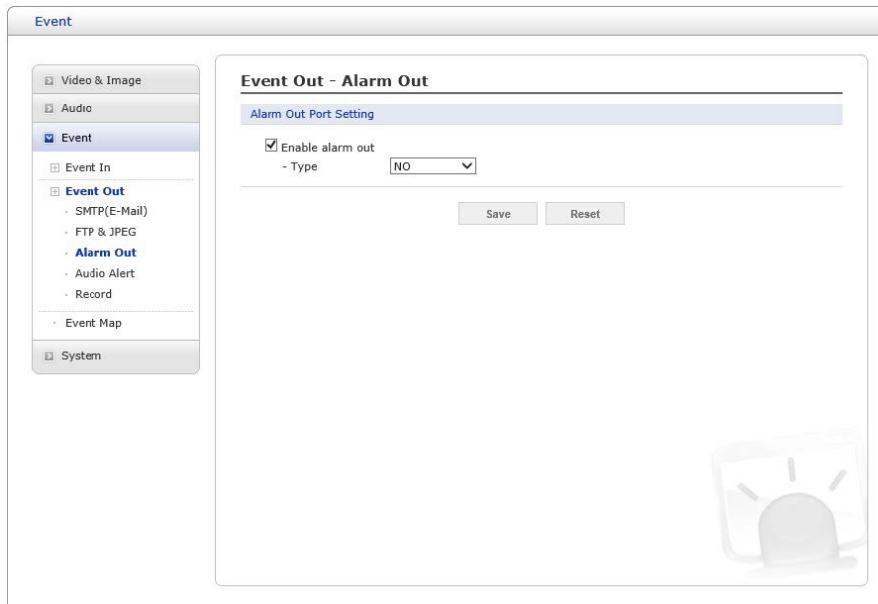 Event
Video & Image
Audio
Event
Event In
Event Out
SMTP(E-Mail)
FTP & JPEG
Alarm Out
Audio Alert
Record
Event Map
System
Event Out - Alarm Out
Alarm Out Port Setting
Enable alarm out
- Type NO
Save Reset